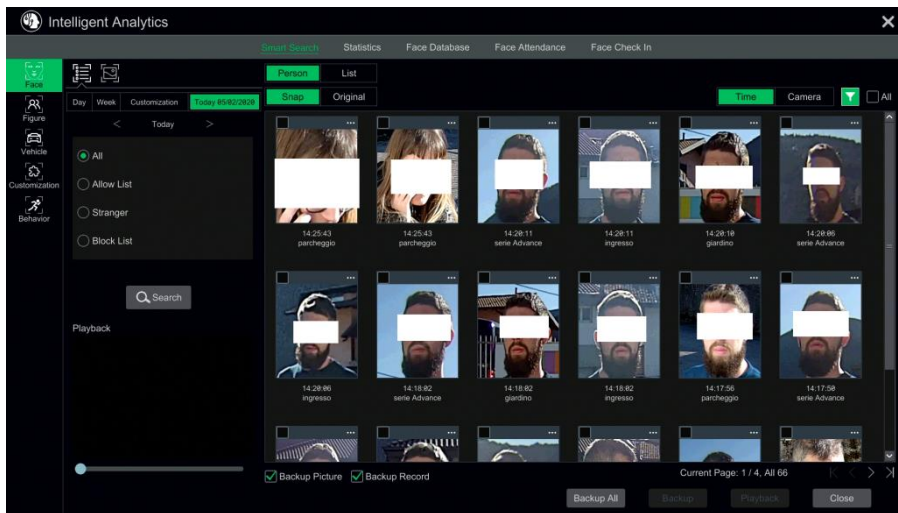 Intelligent Analytics
Smart Search Statistics Face Database Face Attendance Face Check In
Face
Figure
Vehicle
Customization
Behavior
Day Week Customization Today 05/02/2020
< Today >
All
Allow List
Stranger
Block List
Search
Playback
Person List
Snap Original
Time Camera All
14:25:43 14:25:43 14:20:11 14:20:11 14:20:10 14:20:06
parcheggio parcheggio serie Advance ingresso giardino serie Advance
14:20:06 14:18:02 14:18:02 14:18:02 14:17:56 14:17:50
ingresso serie Advance giardino ingresso parcheggio serie Advance
Backup Picture Backup Record
Current Page: 1 / 4, All 66
Backup All Backup Playback Close